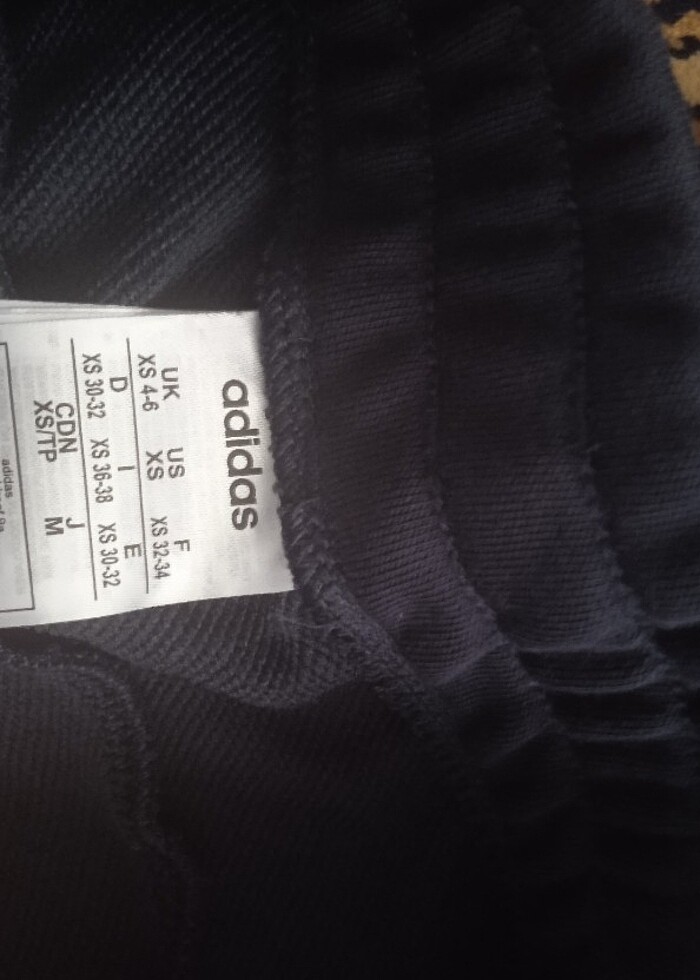 adidas
UK US F
XS 4-6 XS XS 32-34
D I E
XS 30-32 XS 36-38 XS 30-32
CDN J
XS/TP M
adidas